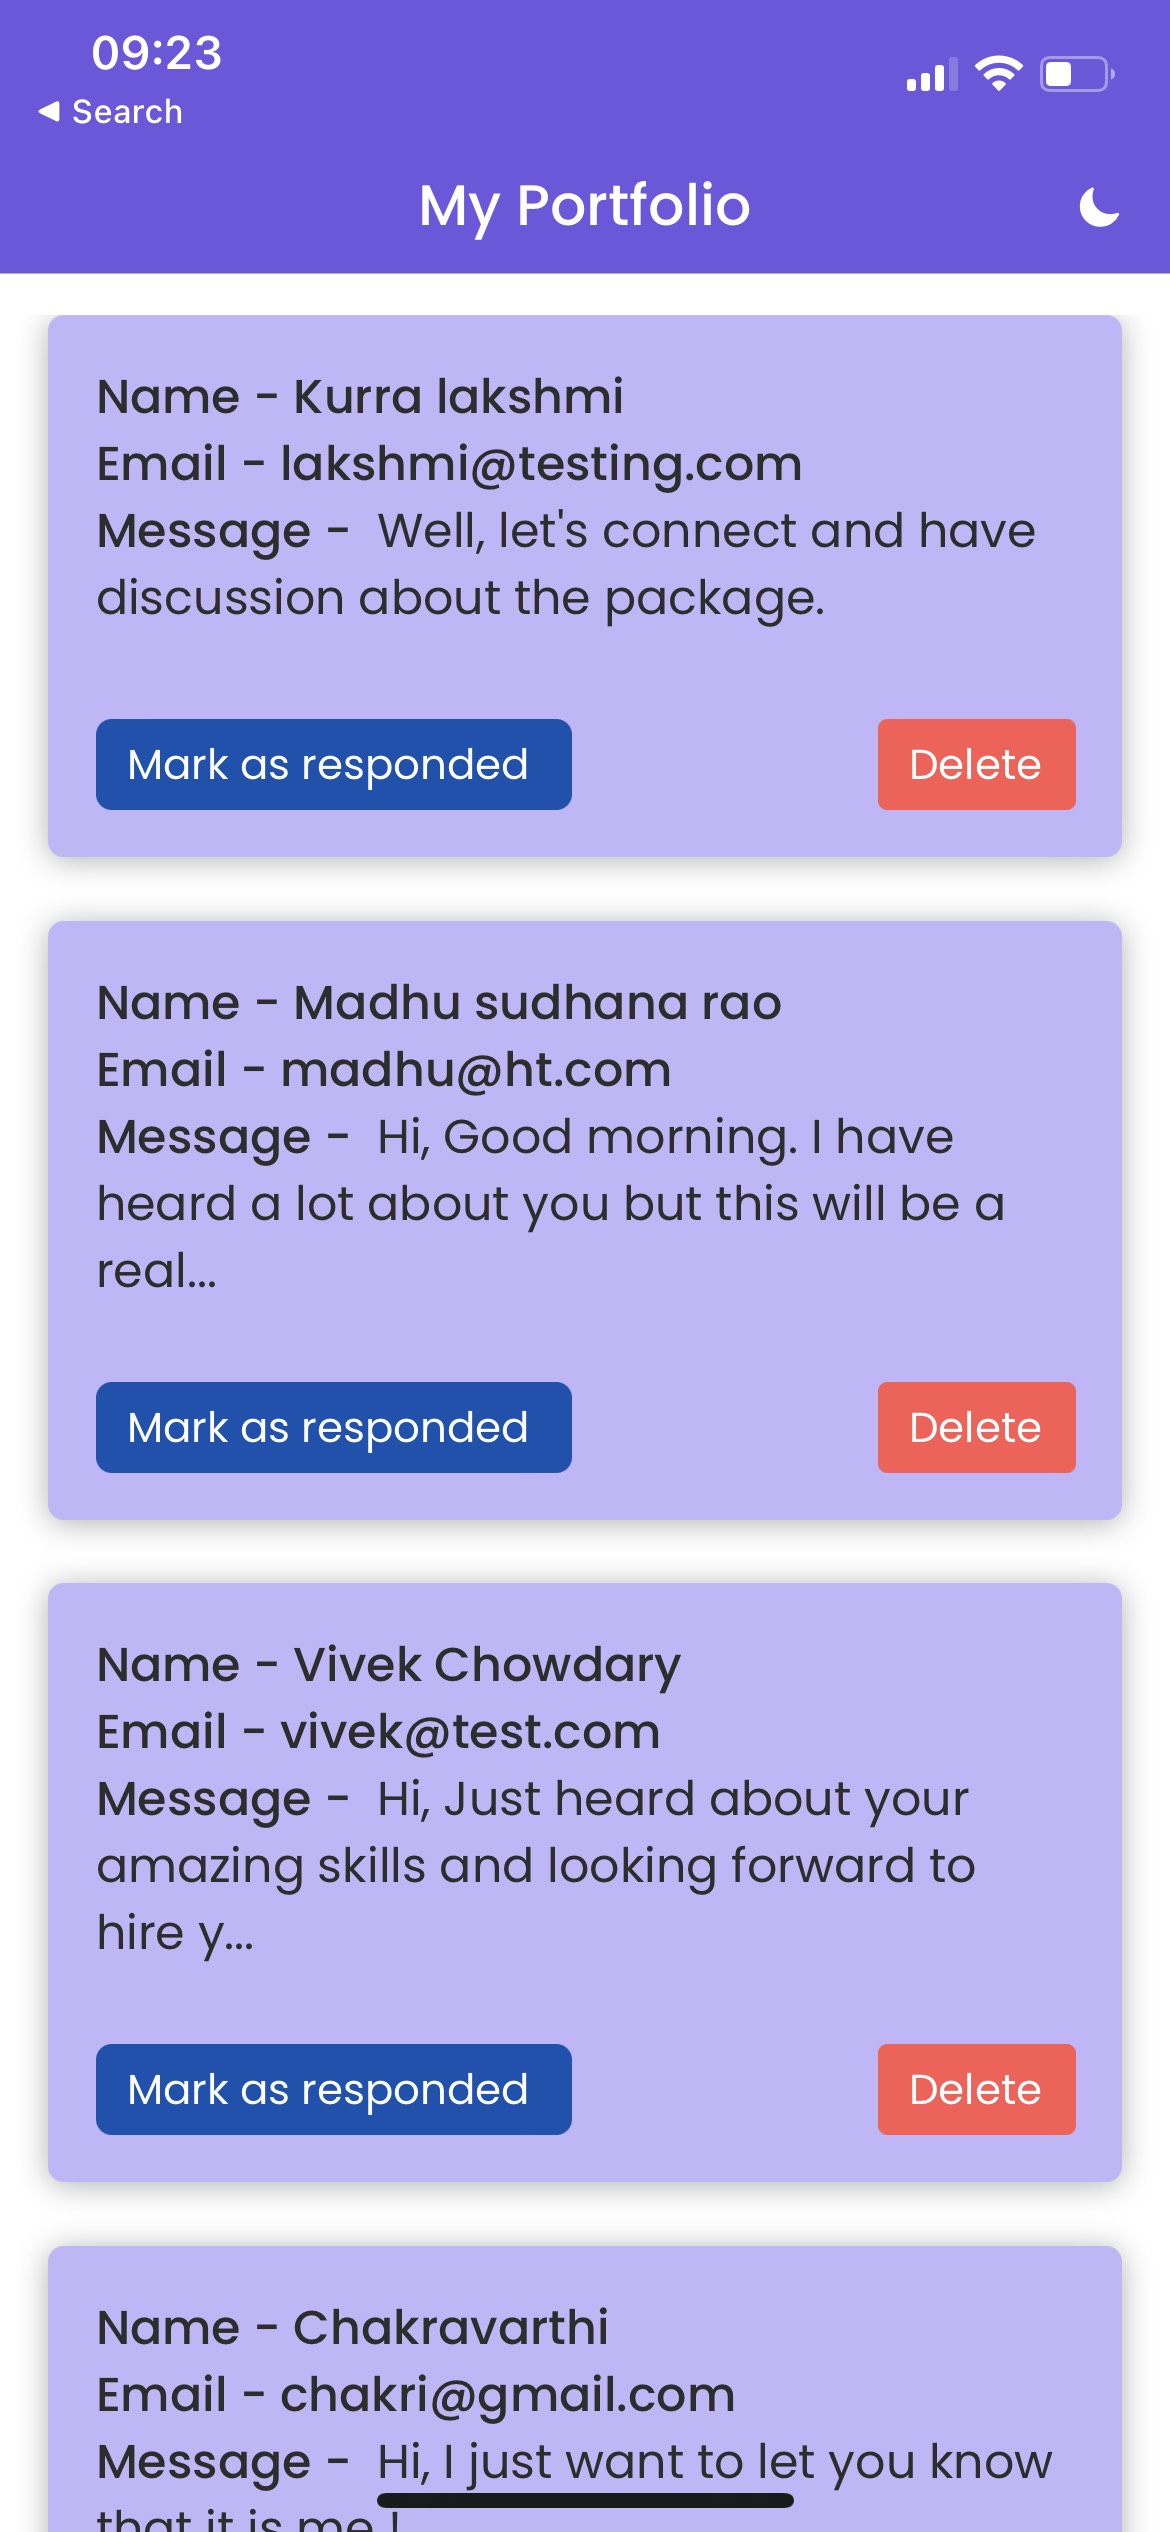 09:23
◀ Search
My Portfolio
Name - Kurra lakshmi
Email - lakshmi@testing.com
Message - Well, let's connect and have
discussion about the package.
Mark as responded
Delete
Name - Madhu sudhana rao
Email - madhu@ht.com
Message - Hi, Good morning. I have
heard a lot about you but this will be a
real...
Mark as responded
Delete
Name - Vivek Chowdary
Email - vivek@test.com
Message - Hi, Just heard about your
amazing skills and looking forward to
hire y...
Mark as responded
Delete
Name - Chakravarthi
Email - chakri@gmail.com
Message - Hi, I just want to let you know
that it is me !